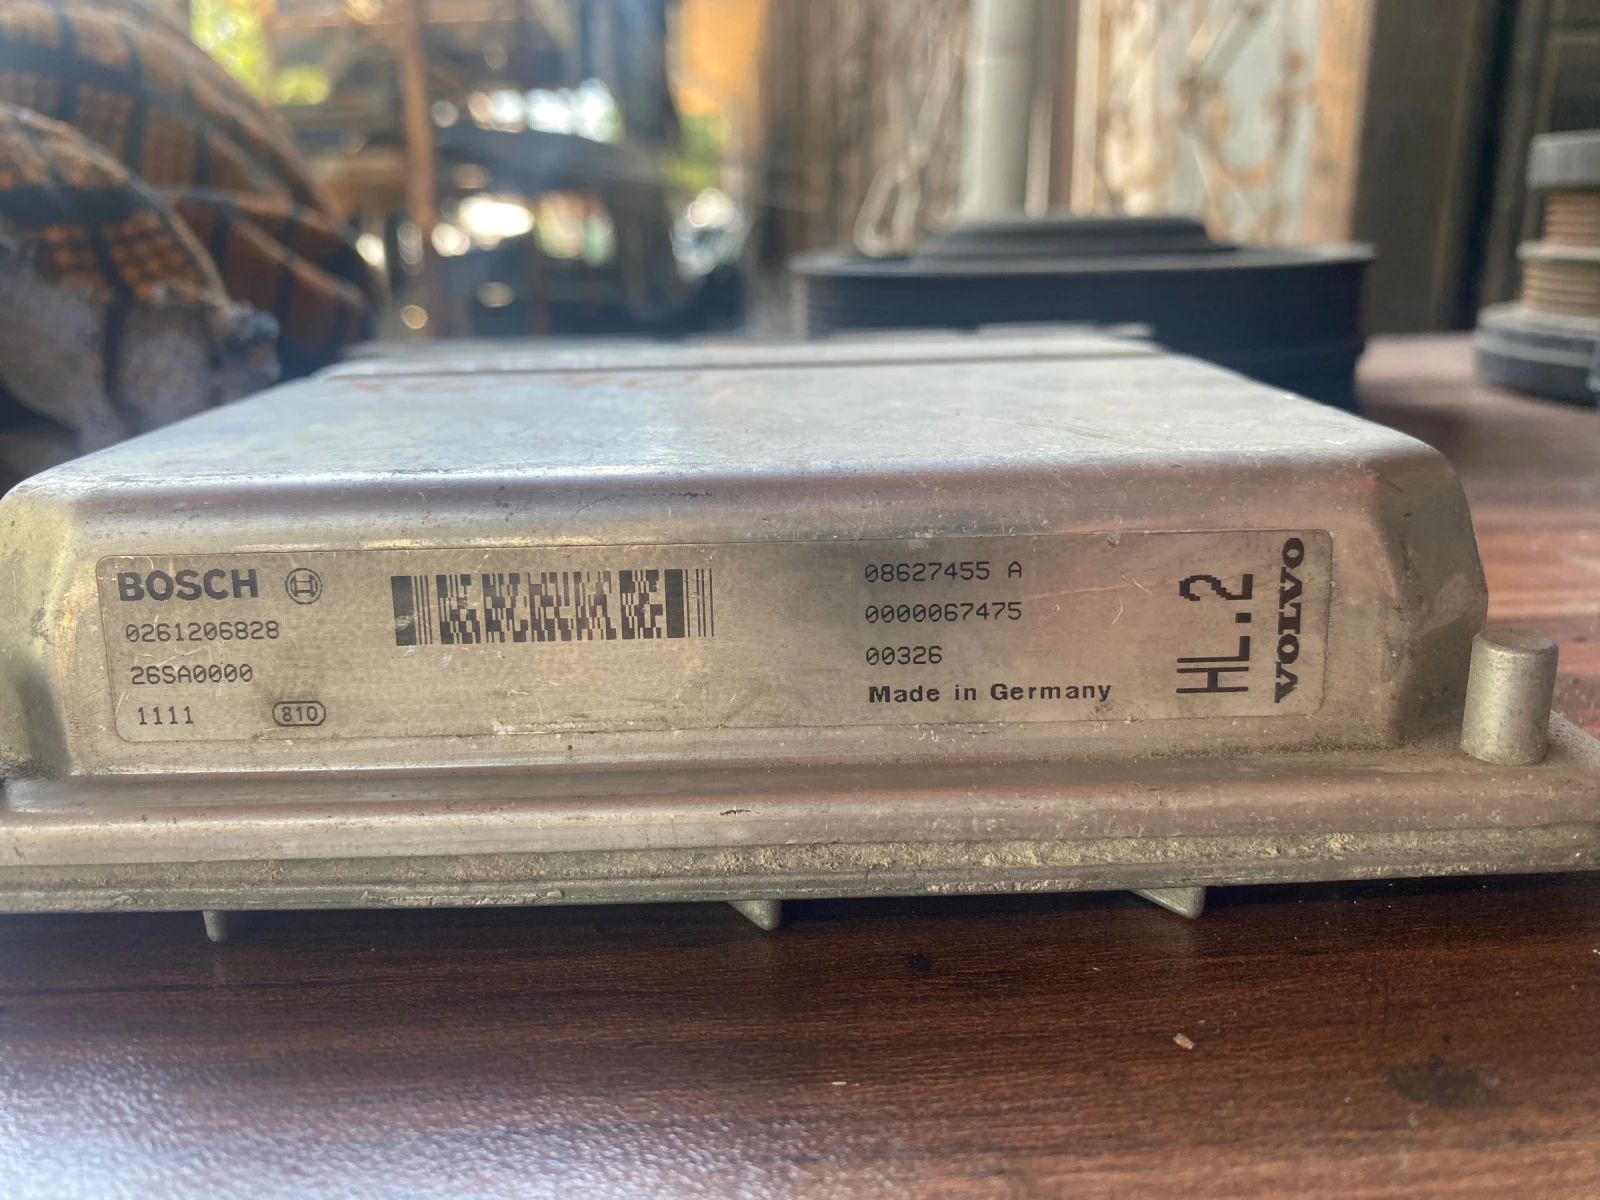 BOSCH
0261206828
26SA0000
1111 810
08627455 A
0000067475
00326
Made in Germany
HL.2
VOLVO